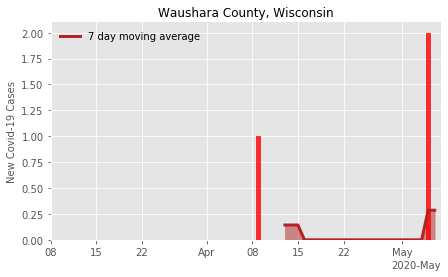 Waushara County, Wisconsin
7 day moving average
New Covid-19 Cases
2.00
1.75
1.50
1.25
1.00
0.75
0.50
0.25
0.00
08 15 22 Apr 08 15 22 May
2020-May